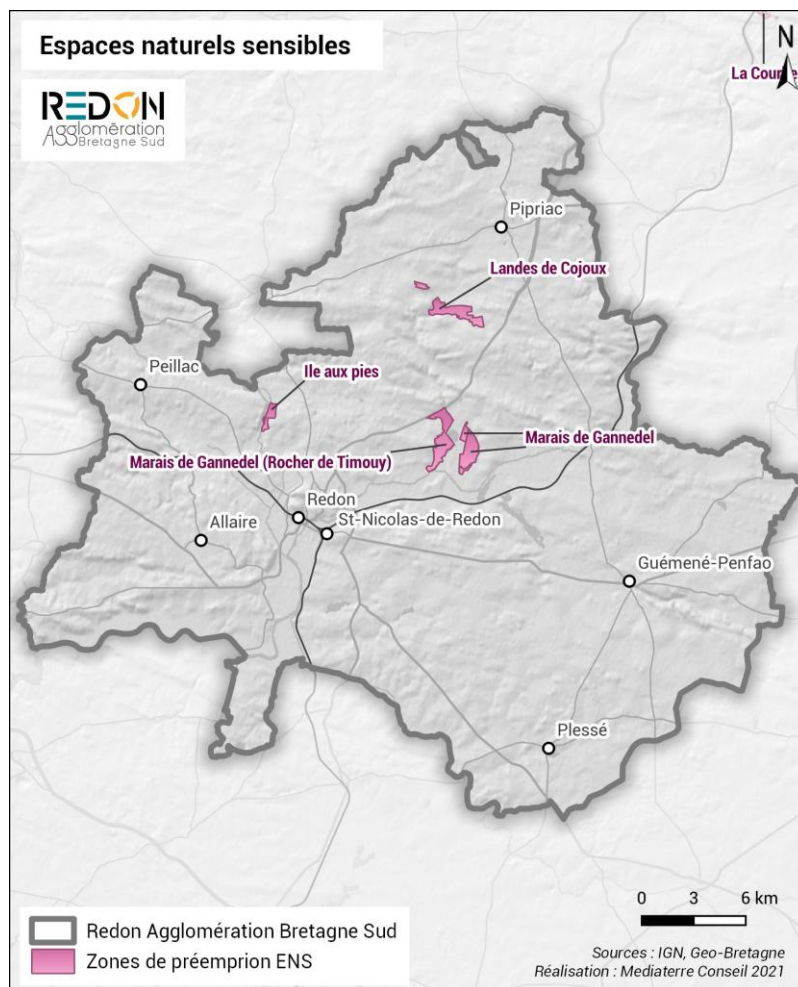 Espaces naturels sensibles
REDON
Agglomération
Bretagne Sud
N
Pipriac
Landes de Cojoux
Peillac
Ile aux pies
Marais de Gannedel
Marais de Gannedel (Rocher de Timouy)
Redon
St-Nicolas-de-Redon
Allaire
Guémené-Penfao
Plessé
0 3 6 km
Redon Agglomération Bretagne Sud
Zones de préemprion ENS
Sources : IGN, Geo-Bretagne
Réalisation : Mediaterre Conseil 2021